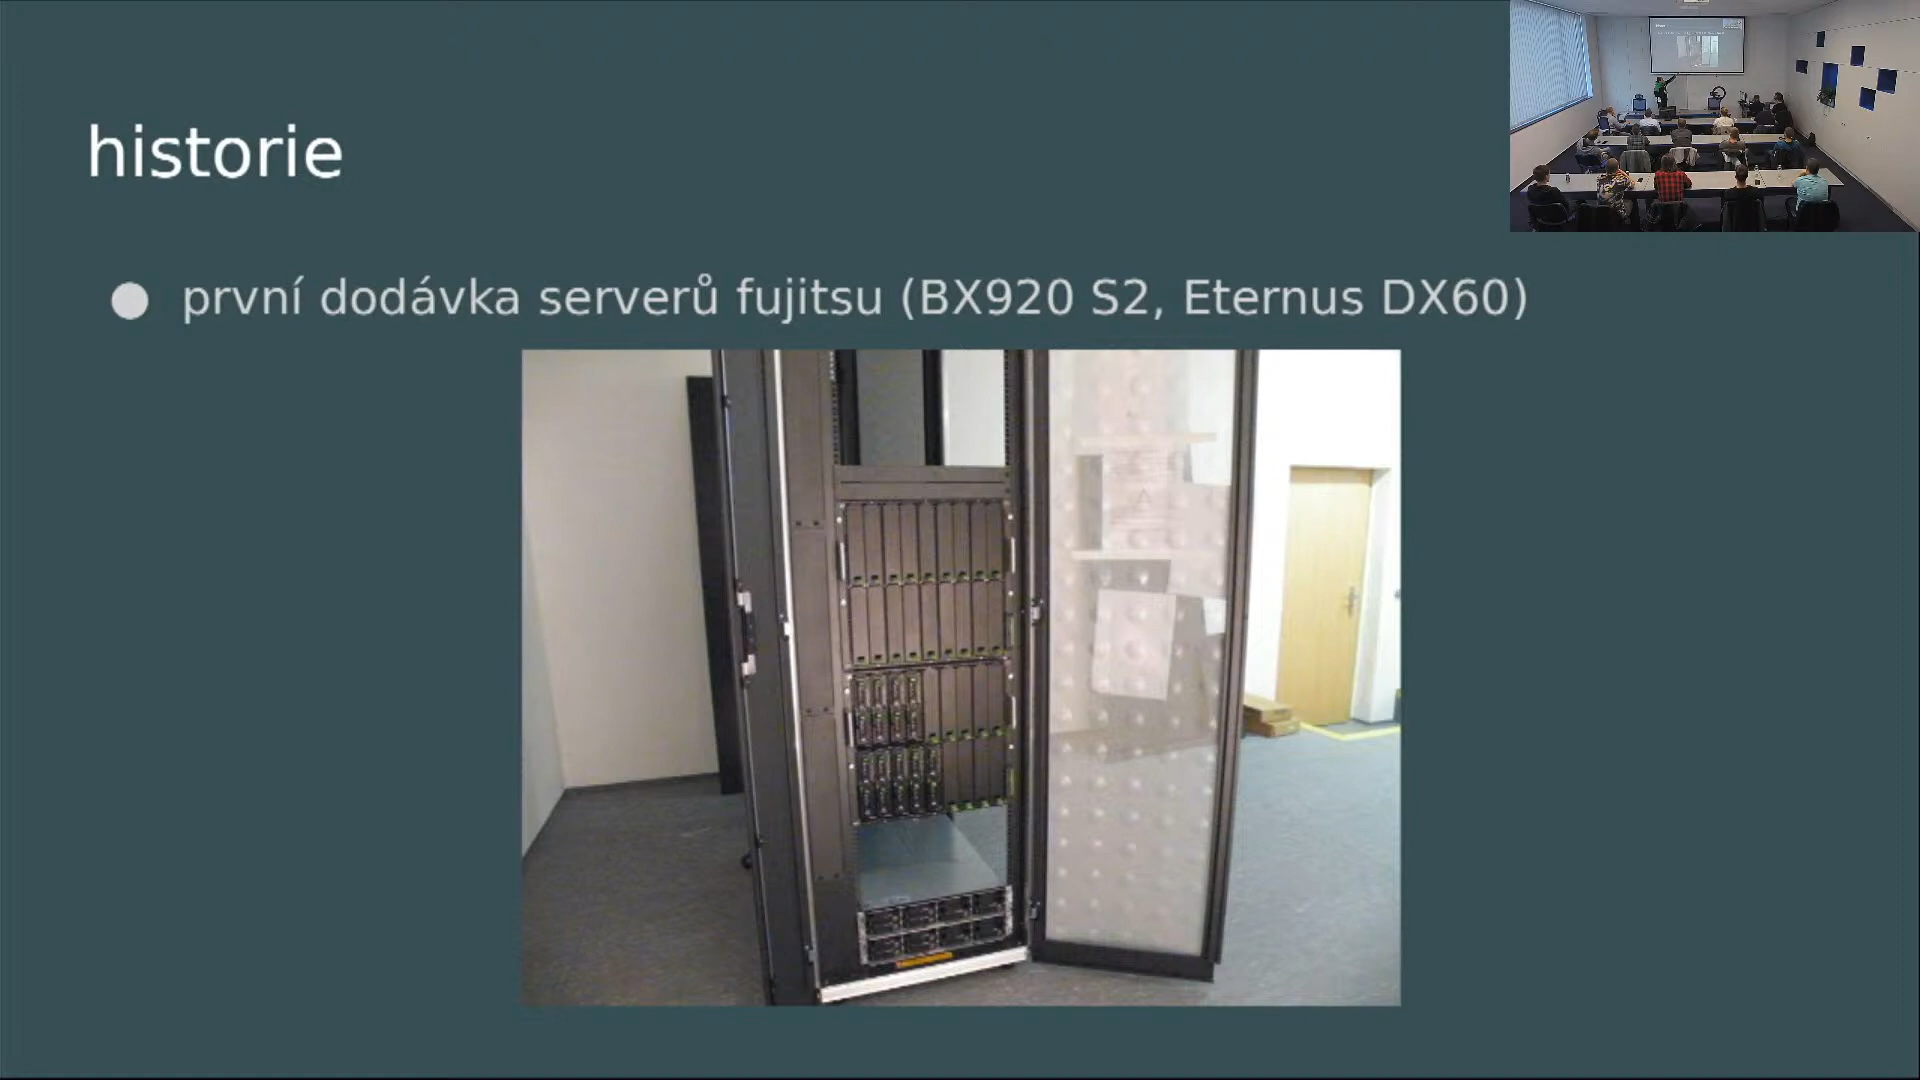 historie
první dodávka serverů fujitsu (BX920 S2, Eternus DX60)